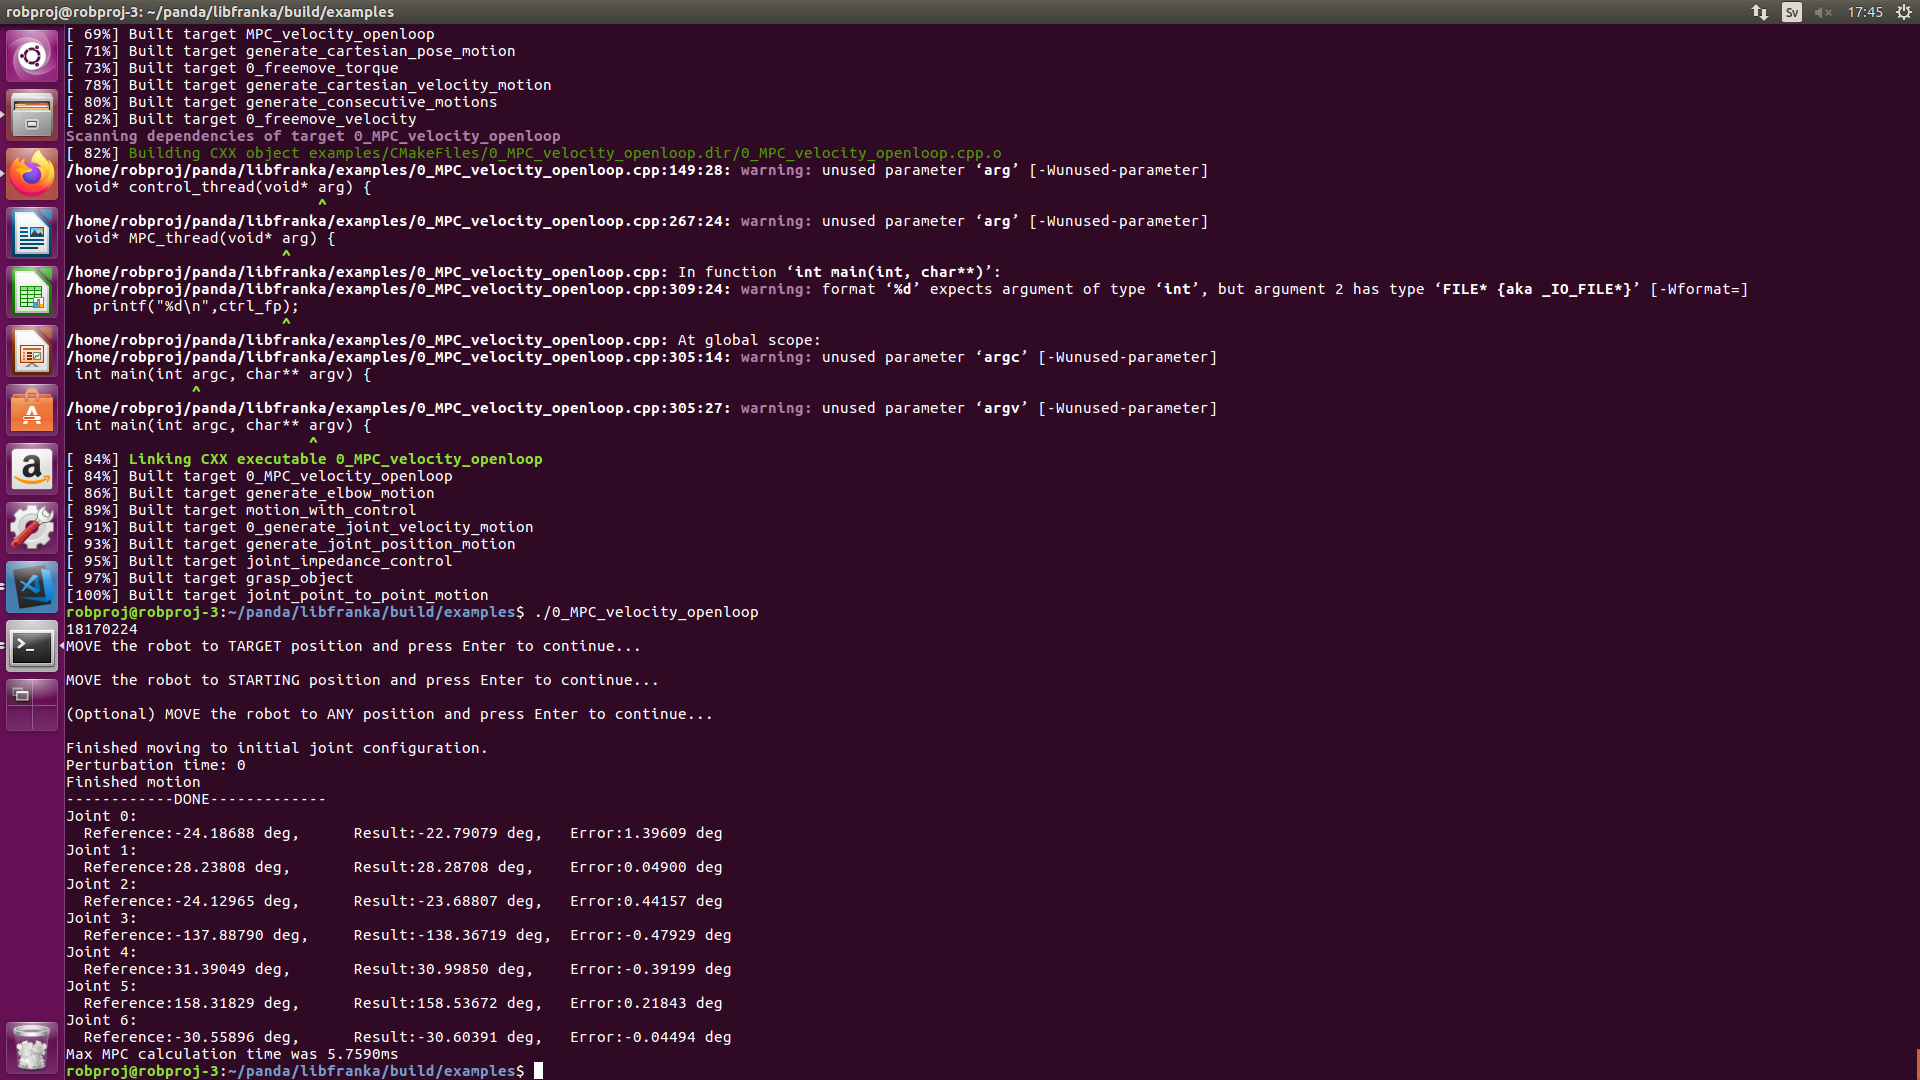 robproj@robproj-3: ~/panda/libfranka/build/examples
Sv
17:45
[ 69%] Built target MPC_velocity_openloop
[ 71%] Built target generate_cartesian_pose_motion
[ 73%] Built target 0_freemove_torque
[ 78%] Built target generate_cartesian_velocity_motion
[ 80%] Built target generate_consecutive_motions
[ 82%] Built target 0_freemove_velocity
Scanning dependencies of target 0_MPC_velocity_openloop
[ 82%] Building CXX object examples/CMakeFiles/0_MPC_velocity_openloop.dir/0_MPC_velocity_openloop.cpp.o
/home/robproj/panda/libfranka/examples/0_MPC_velocity_openloop.cpp:149:28: warning: unused parameter ‘arg’ [-Wunused-parameter]
 void* control_thread(void* arg) {
                            ^
/home/robproj/panda/libfranka/examples/0_MPC_velocity_openloop.cpp:267:24: warning: unused parameter ‘arg’ [-Wunused-parameter]
 void* MPC_thread(void* arg) {
                        ^
/home/robproj/panda/libfranka/examples/0_MPC_velocity_openloop.cpp: In function ‘int main(int, char**)’:
/home/robproj/panda/libfranka/examples/0_MPC_velocity_openloop.cpp:309:24: warning: format ‘%d’ expects argument of type ‘int’, but argument 2 has type ‘FILE* {aka _IO_FILE*}’ [-Wformat=]
   printf("%d\n",ctrl_fp);
                        ^
/home/robproj/panda/libfranka/examples/0_MPC_velocity_openloop.cpp: At global scope:
/home/robproj/panda/libfranka/examples/0_MPC_velocity_openloop.cpp:305:14: warning: unused parameter ‘argc’ [-Wunused-parameter]
 int main(int argc, char** argv) {
              ^
/home/robproj/panda/libfranka/examples/0_MPC_velocity_openloop.cpp:305:27: warning: unused parameter ‘argv’ [-Wunused-parameter]
 int main(int argc, char** argv) {
                           ^
[ 84%] Linking CXX executable 0_MPC_velocity_openloop
[ 84%] Built target 0_MPC_velocity_openloop
[ 86%] Built target generate_elbow_motion
[ 89%] Built target motion_with_control
[ 91%] Built target 0_generate_joint_velocity_motion
[ 93%] Built target generate_joint_position_motion
[ 95%] Built target joint_impedance_control
[ 97%] Built target grasp_object
[100%] Built target joint_point_to_point_motion
robproj@robproj-3:~/panda/libfranka/build/examples$ ./0_MPC_velocity_openloop
18170224
MOVE the robot to TARGET position and press Enter to continue...
MOVE the robot to STARTING position and press Enter to continue...
(Optional) MOVE the robot to ANY position and press Enter to continue...
Finished moving to initial joint configuration.
Perturbation time: 0
Finished motion
------------DONE-------------
Joint 0:
  Reference:-24.18688 deg,      Result:-22.79079 deg,   Error:1.39609 deg
Joint 1:
  Reference:28.23808 deg,       Result:28.28708 deg,    Error:0.04900 deg
Joint 2:
  Reference:-24.12965 deg,      Result:-23.68807 deg,   Error:0.44157 deg
Joint 3:
  Reference:-137.88790 deg,     Result:-138.36719 deg,  Error:-0.47929 deg
Joint 4:
  Reference:31.39049 deg,       Result:30.99850 deg,    Error:-0.39199 deg
Joint 5:
  Reference:158.31829 deg,      Result:158.53672 deg,   Error:0.21843 deg
Joint 6:
  Reference:-30.55896 deg,      Result:-30.60391 deg,   Error:-0.04494 deg
Max MPC calculation time was 5.7590ms
robproj@robproj-3:~/panda/libfranka/build/examples$